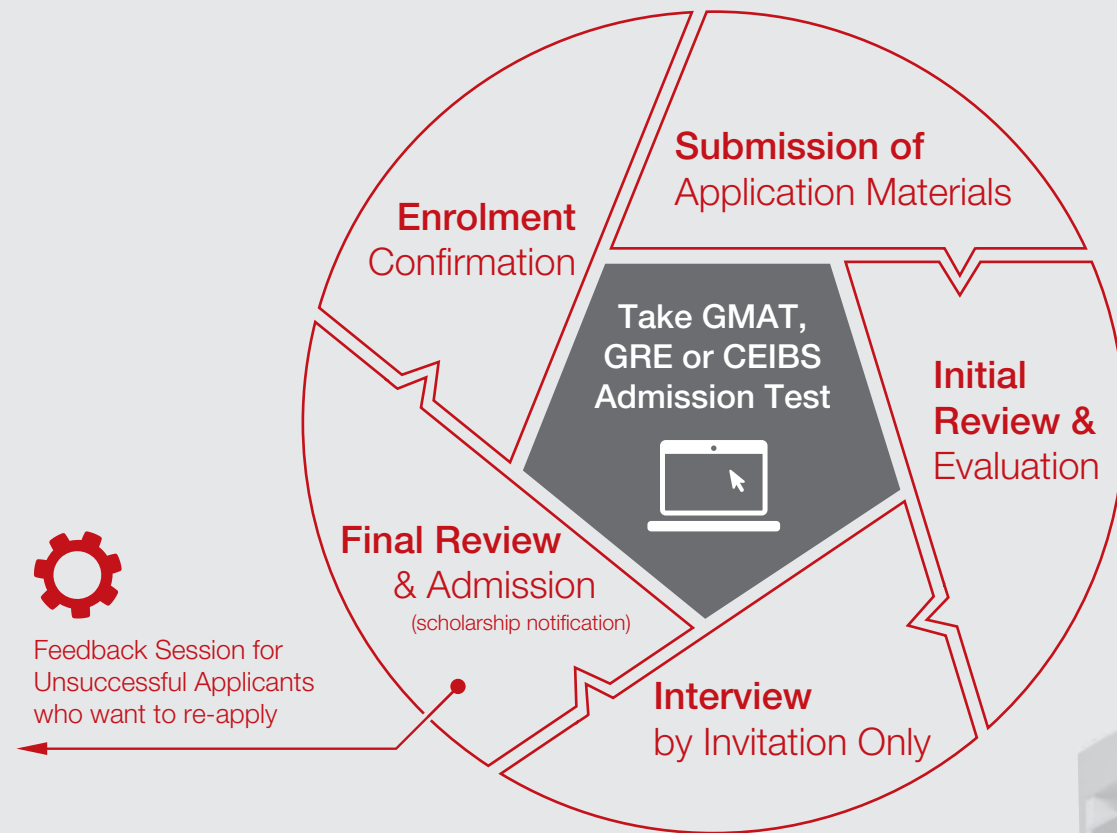 Submission of
Application Materials
Initial
Review &
Evaluation
Interview
by Invitation Only
Final Review
& Admission
(scholarship notification)
Enrolment
Confirmation
Take GMAT,
GRE or CEIBS
Admission Test
Feedback Session for
Unsuccessful Applicants
who want to re-apply